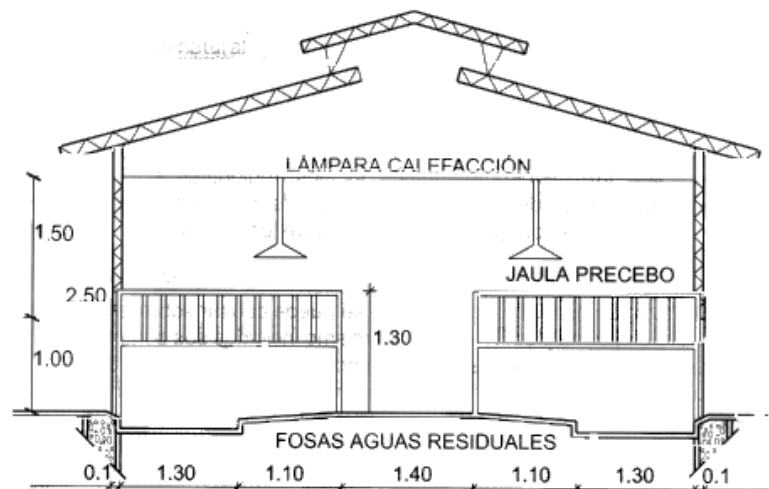 natural
LÁMPARA CALEFACCIÓN
1.50
JAULA PRECEBO
2.50
1.30
1.00
FOSAS AGUAS RESIDUALES
0.1 1.30 1.10 1.40 1.10 1.30 0.1